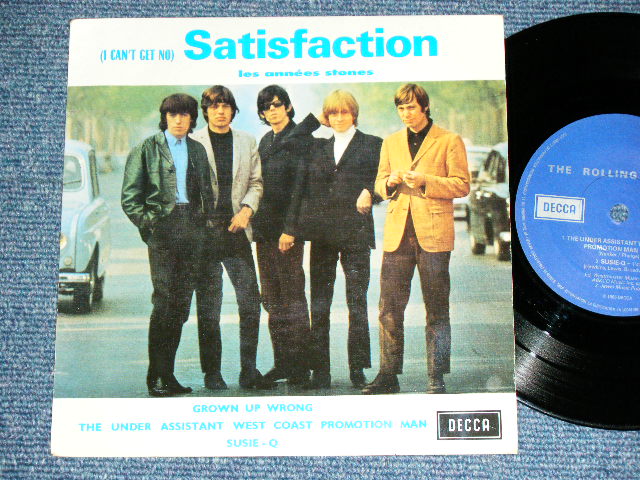 (I CAN'T GET NO) Satisfaction
les années stones
GROWN UP WRONG
THE UNDER ASSISTANT WEST COAST PROMOTION MAN
SUSIE-Q
DECCA
THE ROLLING
DECCA
1. THE UNDER ASSISTANT
PROMOTION MAN
2. SUSIE-Q